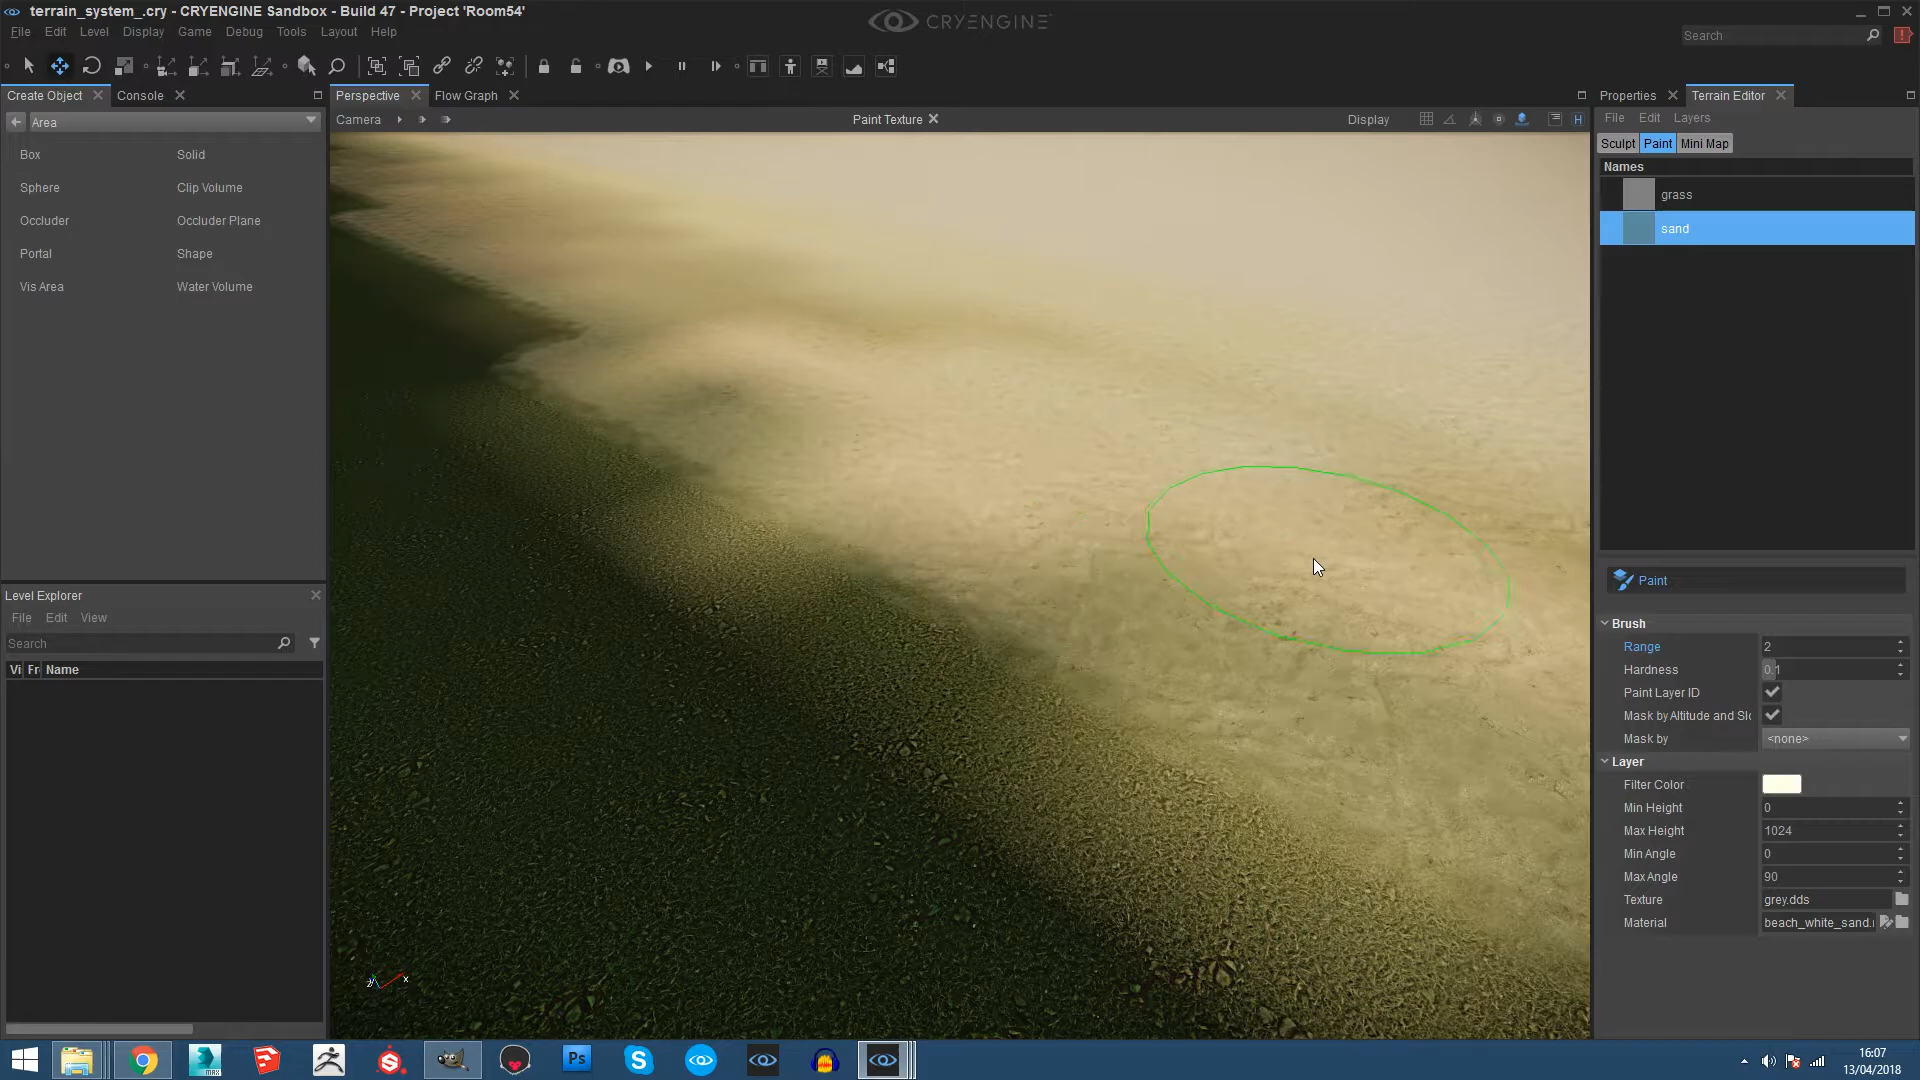 terrain_system_.cry - CRYENGINE Sandbox - Build 47 - Project 'Room54'
CRYENGINE
File Edit Level Display Game Debug Tools Layout Help
Search
Create Object
Console
Perspective
Flow Graph
Properties
Terrain Editor
Area
Camera
Paint Texture
Display
File Edit Layers
Sculpt Paint Mini Map
Names
grass
sand
Box Solid
Sphere Clip Volume
Occluder Occluder Plane
Portal Shape
Vis Area Water Volume
Level Explorer
File Edit View
Search
Vi Fr Name
Paint
Brush
Range 2
Hardness 0.1
Paint Layer ID
Mask by Altitude and Slo
Mask by <none>
Layer
Filter Color
Min Height 0
Max Height 1024
Min Angle 0
Max Angle 90
Texture grey.dds
Material beach_white_sand.
x
MAX
Ps
16:07
13/04/2018